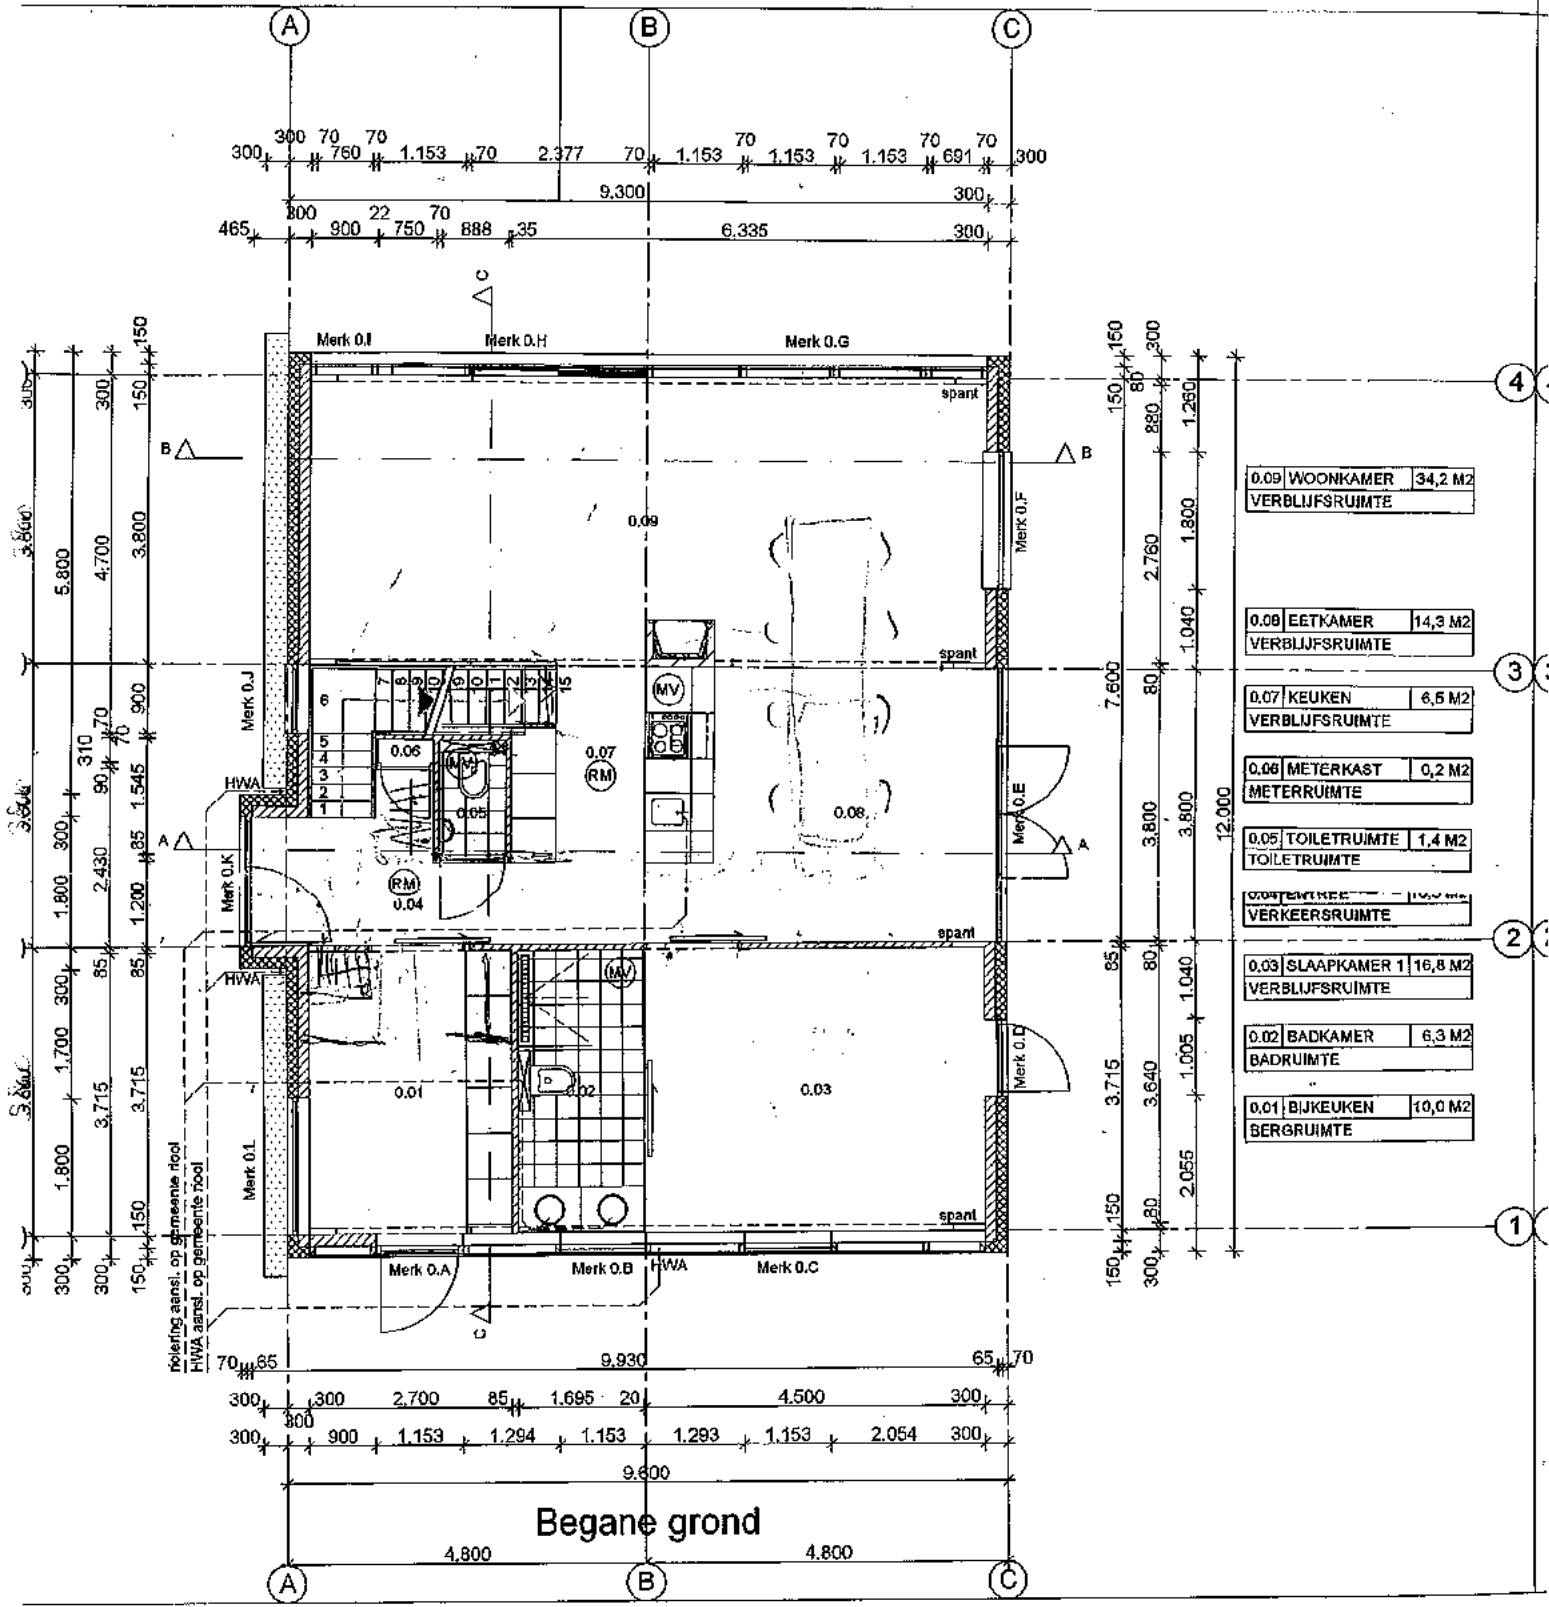 A B C
300 70 70
300 760 1.153 70 2.377 70 1.153 70 1.153 70 1.153 70 691 70 300
9.300 300
300 22 70
465 900 750 888 35 6.335 300
C
Merk 0.I Merk 0.H Merk 0.G
spant
4
B B
0.09
Merk 0.F
0.09 WOONKAMER 34,2 M2
VERBLIJFSRUIMTE
0.08 EETKAMER 14,3 M2
VERBLIJFSRUIMTE
spant
3
0.07 KEUKEN 6,5 M2
VERBLIJFSRUIMTE
0.06 METERKAST 0,2 M2
METERRUIMTE
0.05 TOILETRUIMTE 1,4 M2
TOILETRUIMTE
VERKEERSRUIMTE
0.03 SLAAPKAMER 1 16,8 M2
VERBLIJFSRUIMTE
0.02 BADKAMER 6,3 M2
BADRUIMTE
0.01 BIJKEUKEN 10,0 M2
BERGRUIMTE
Merk 0.J
6
5
4
3
2
1
15
MV
0.06
0.07
RM
MV
0.05
0.08
HWA
Merk 0.E
A A
Merk 0.K
RM
0.04
spant
2
HWA
MV
Merk 0.D
0.01
0.02
0.03
Merk 0.L
spant
1
Merk 0.A Merk 0.B HWA Merk 0.C
C
riolering aansl. op gemeente riool
HWA aansl. op gemeente riool
5.800
300
1.800
300
1.700
1.800
300
300
4.700
310
90
70
2.430
85
3.715
300
150
150
3.800
900
70
1.545
85
1.200
85
3.715
150
150
150
150
7.600
85
3.715
150
150
300
80
880
2.760
80
3.800
80
3.640
80
300
1.260
1.800
1.040
3.800
1.040
1.005
2.055
12.000
70 65 9.930 65 70
300 300 2.700 85 1.695 20 4.500 300
300
300 900 1.153 1.294 1.153 1.293 1.153 2.054 300
9.600
Begane grond
4.800 4.800
A B C